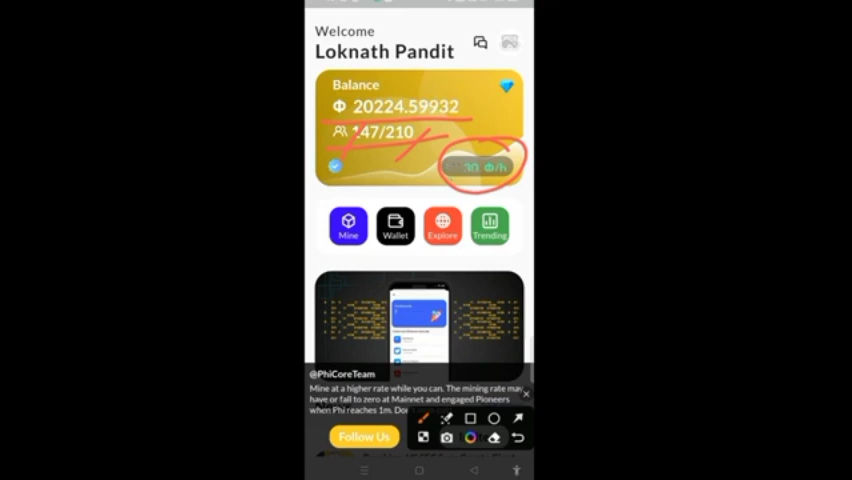 Welcome
Loknath Pandit
Balance
Φ 20224.59932
147/210
30 Φ/h
Mine
Wallet
Explore
Trending
@PhiCoreTeam
Mine at a higher rate while you can. The mining rate may
have or fall to zero at Mainnet and engaged Pioneers
when Phi reaches 1m.
Follow Us